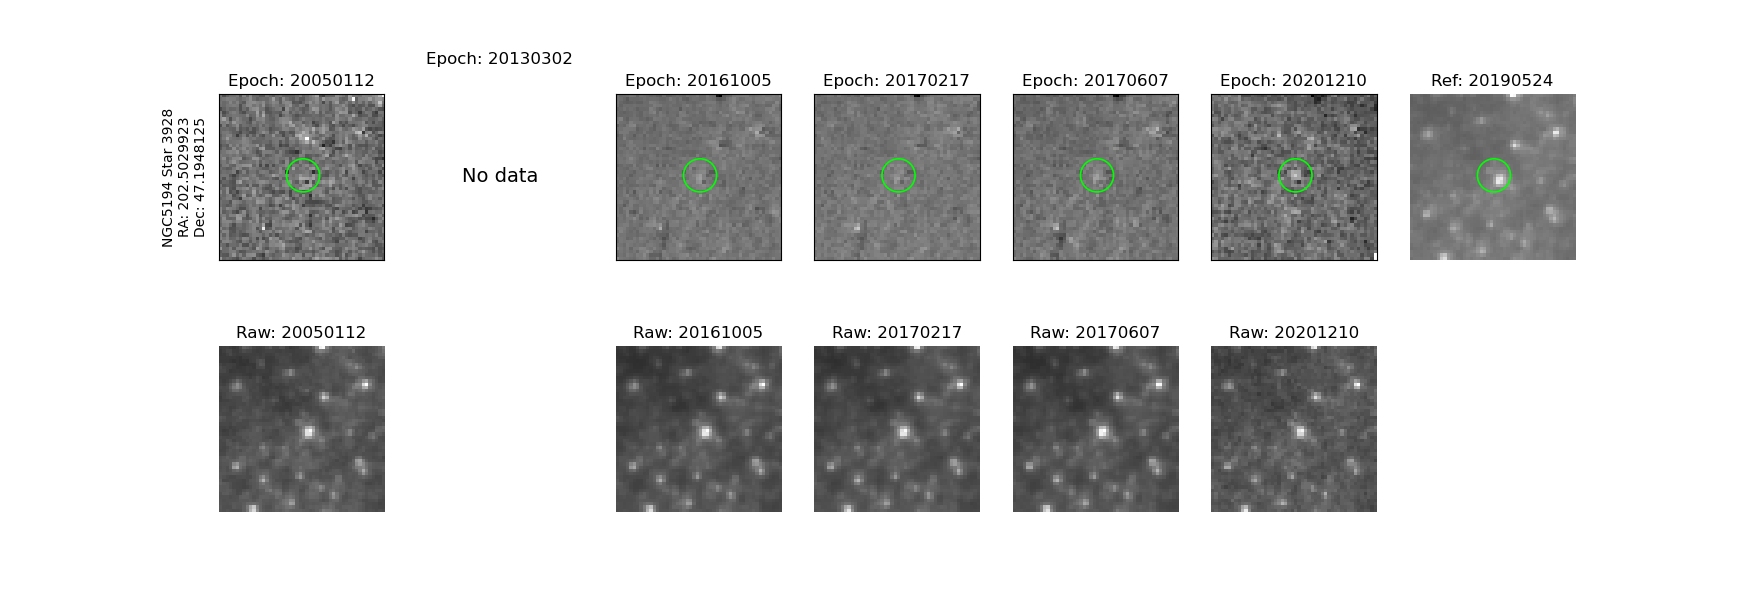 Epoch: 20130302
Epoch: 20050112
Epoch: 20161005
Epoch: 20170217
Epoch: 20170607
Epoch: 20201210
Ref: 20190524
NGC5194 Star 3928
RA: 202.5029923
Dec: 47.1948125
No data
Raw: 20050112
Raw: 20161005
Raw: 20170217
Raw: 20170607
Raw: 20201210